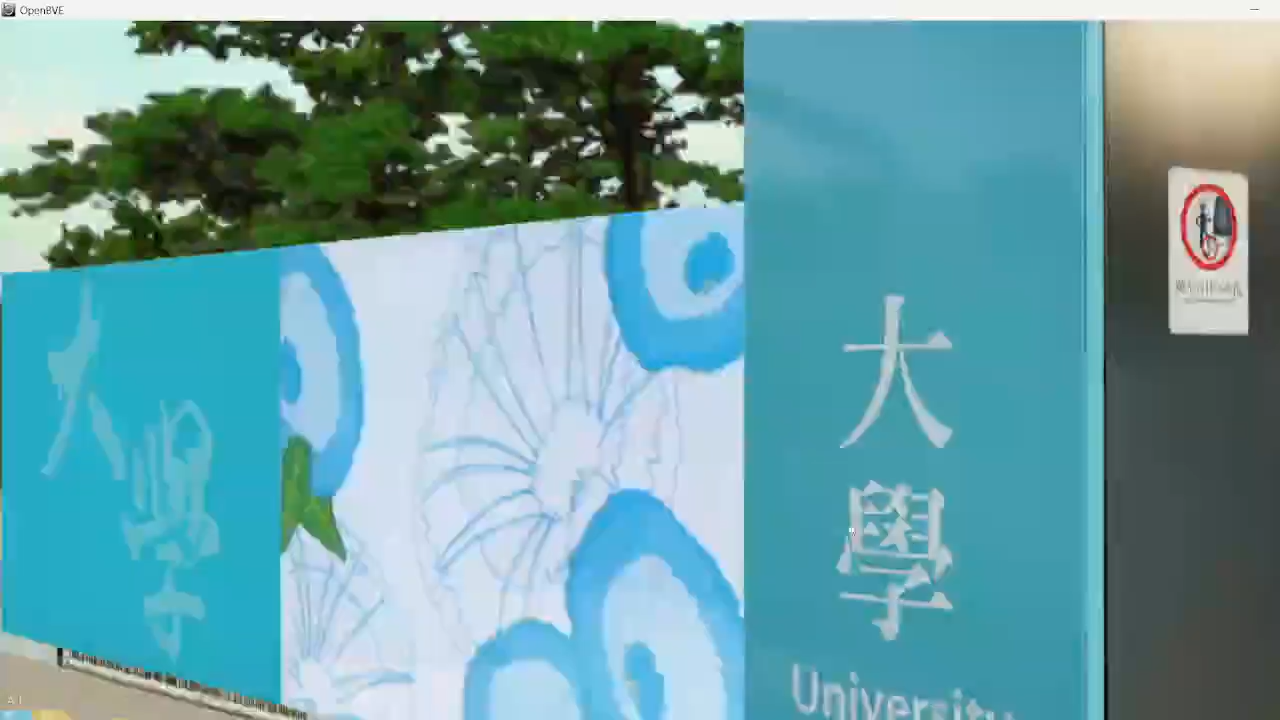 OpenBVE
大學
大
學
University